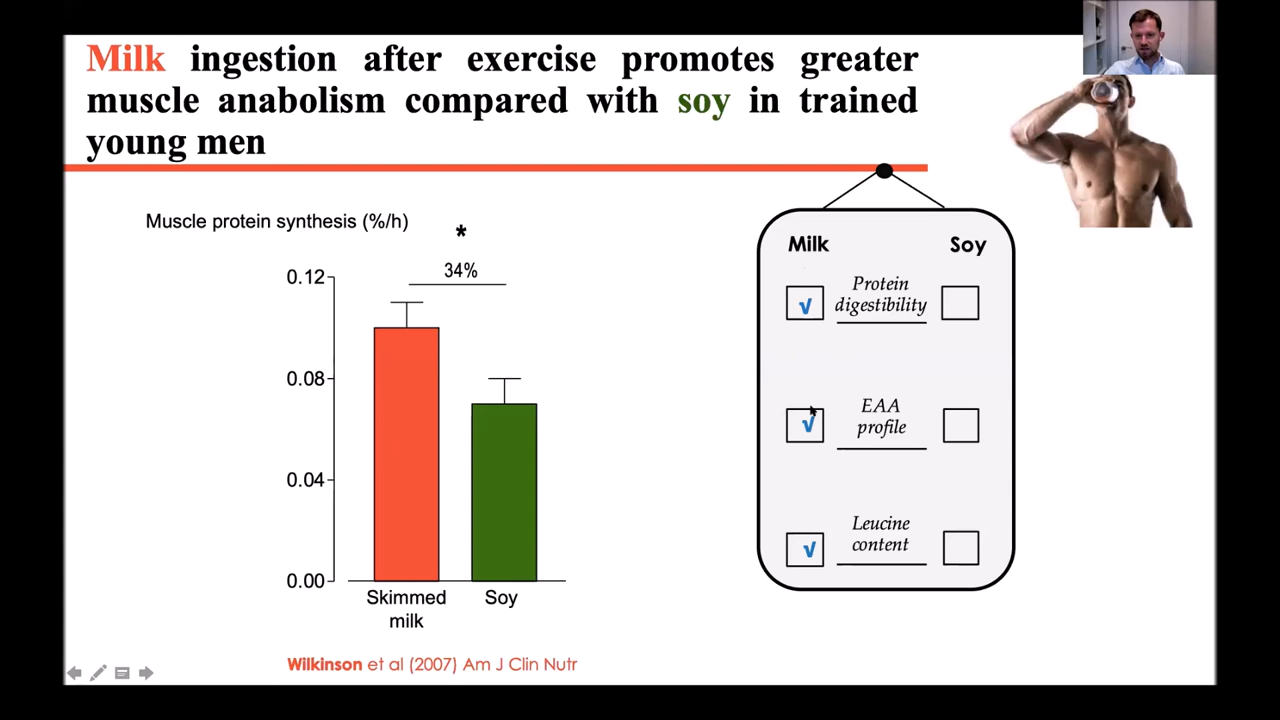 Milk ingestion after exercise promotes greater
muscle anabolism compared with soy in trained
young men
Muscle protein synthesis (%/h)
*
34%
0.12
0.08
0.04
0.00
Skimmed
milk
Soy
Wilkinson et al (2007) Am J Clin Nutr
Milk
Soy
√
Protein
digestibility
√
EAA
profile
√
Leucine
content